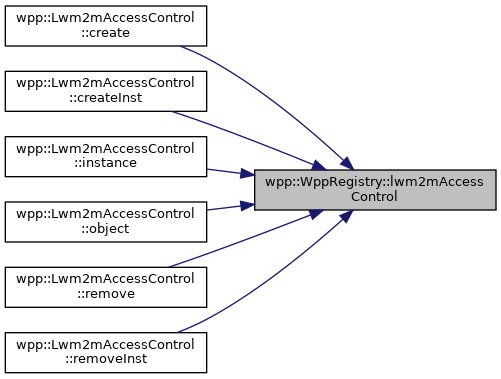 wpp::Lwm2mAccessControl
::create
wpp::Lwm2mAccessControl
::createInst
wpp::Lwm2mAccessControl
::instance
wpp::WppRegistry::lwm2mAccess
Control
wpp::Lwm2mAccessControl
::object
wpp::Lwm2mAccessControl
::remove
wpp::Lwm2mAccessControl
::removeInst